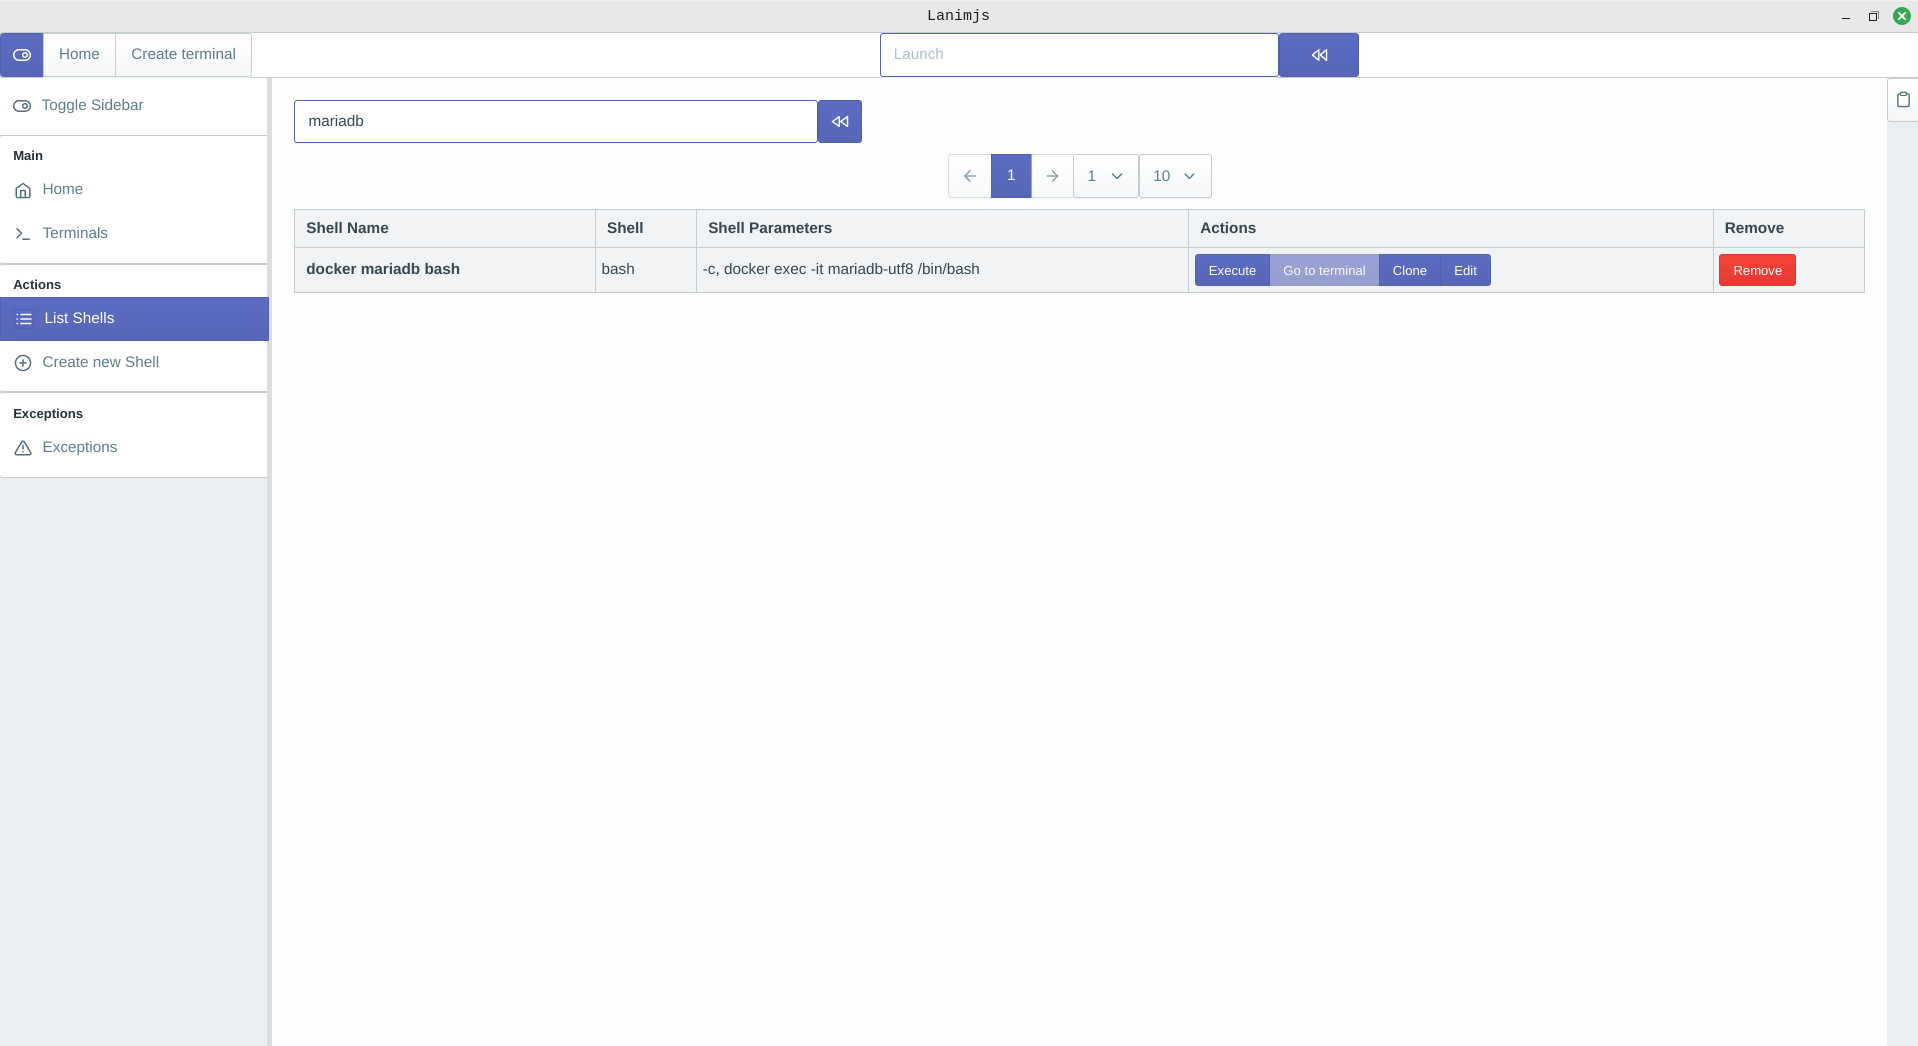 Lanimjs
Home
Create terminal
Launch
Toggle Sidebar
Main
Home
Terminals
Actions
List Shells
Create new Shell
Exceptions
Exceptions
mariadb
1
1
10
Shell Name
Shell
Shell Parameters
Actions
Remove
docker mariadb bash
bash
-c, docker exec -it mariadb-utf8 /bin/bash
Execute
Go to terminal
Clone
Edit
Remove